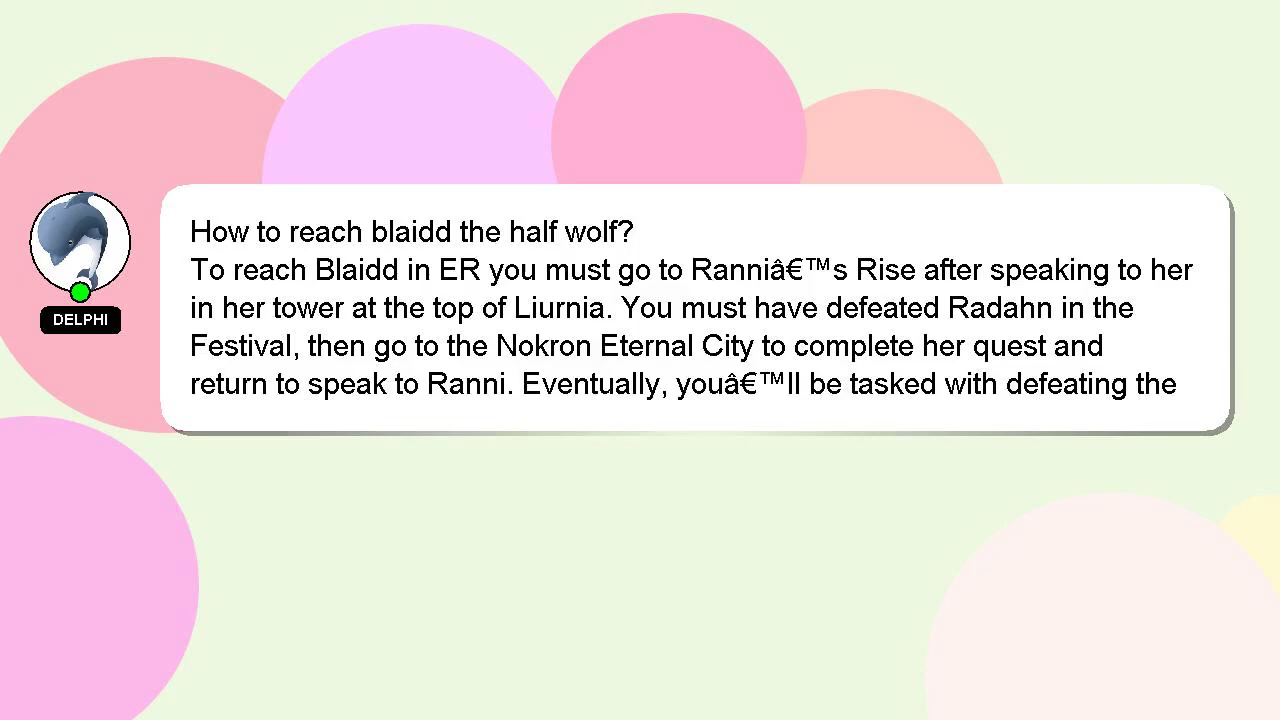 How to reach blaidd the half wolf?
To reach Blaidd in ER you must go to Ranniâ€™s Rise after speaking to her
in her tower at the top of Liurnia. You must have defeated Radahn in the
Festival, then go to the Nokron Eternal City to complete her quest and
return to speak to Ranni. Eventually, youâ€™ll be tasked with defeating the
DELPHI